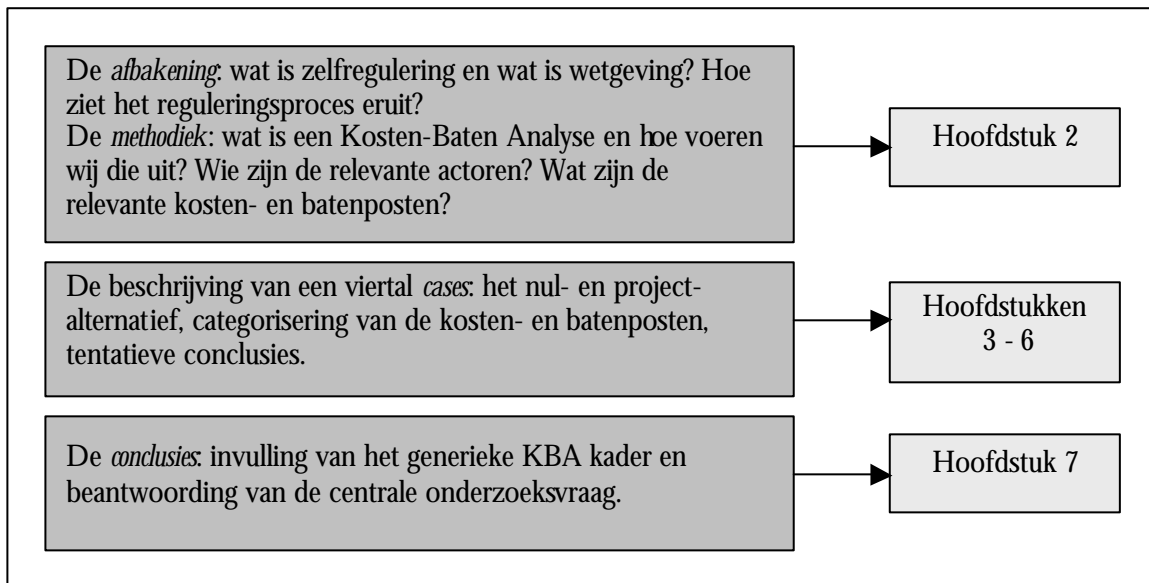 De afbakening: wat is zelfregulering en wat is wetgeving? Hoe
ziet het reguleringsproces eruit?
De methodiek: wat is een Kosten-Baten Analyse en hoe voeren
wij die uit? Wie zijn de relevante actoren? Wat zijn de
relevante kosten- en batenposten?
Hoofdstuk 2
De beschrijving van een viertal cases: het nul- en project-
alternatief, categorisering van de kosten- en batenposten,
tentatieve conclusies.
Hoofdstukken
3 - 6
De conclusies: invulling van het generieke KBA kader en
beantwoording van de centrale onderzoeksvraag.
Hoofdstuk 7